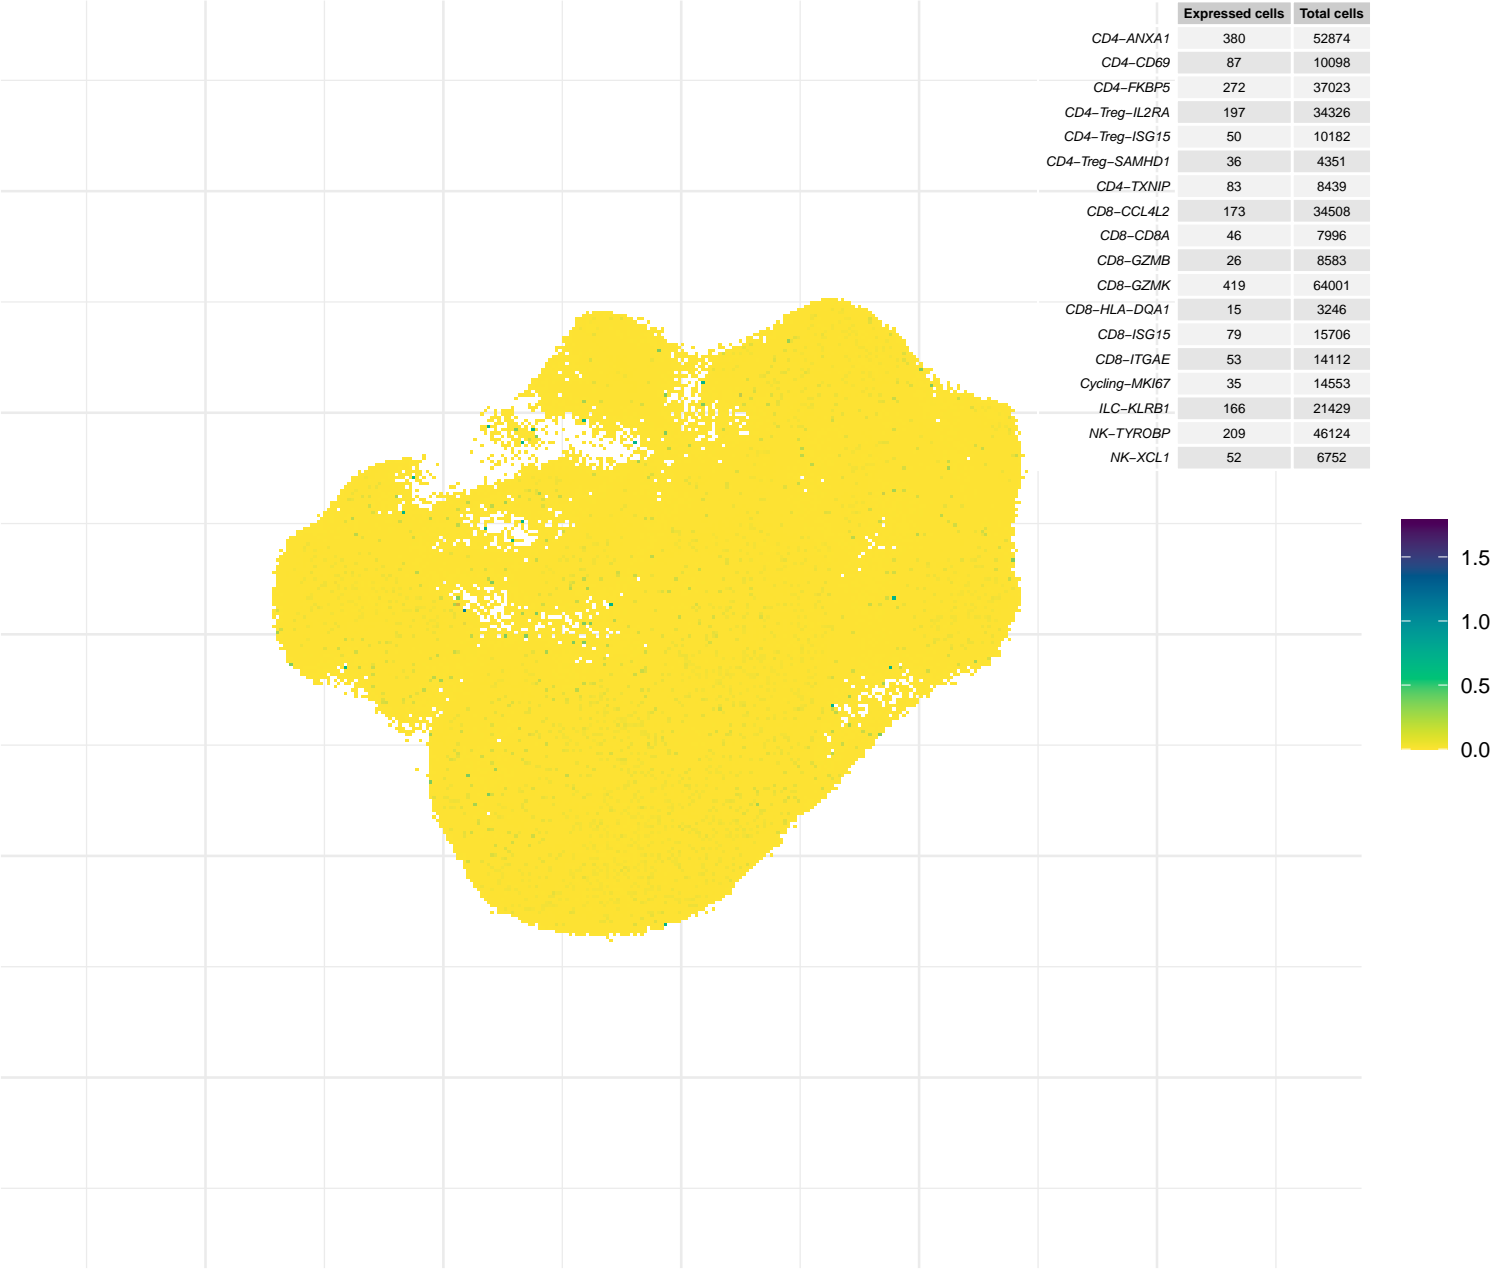 Expressed cells Total cells
CD4−ANXA1 380 52874
CD4−CD69 87 10098
CD4−FKBP5 272 37023
CD4−Treg−IL2RA 197 34326
CD4−Treg−ISG15 50 10182
CD4−Treg−SAMHD1 36 4351
CD4−TXNIP 83 8439
CD8−CCL4L2 173 34508
CD8−CD8A 46 7996
CD8−GZMB 26 8583
CD8−GZMK 419 64001
CD8−HLA−DQA1 15 3246
CD8−ISG15 79 15706
CD8−ITGAE 53 14112
Cycling−MKI67 35 14553
ILC−KLRB1 166 21429
NK−TYROBP 209 46124
NK−XCL1 52 6752
1.5
1.0
0.5
0.0